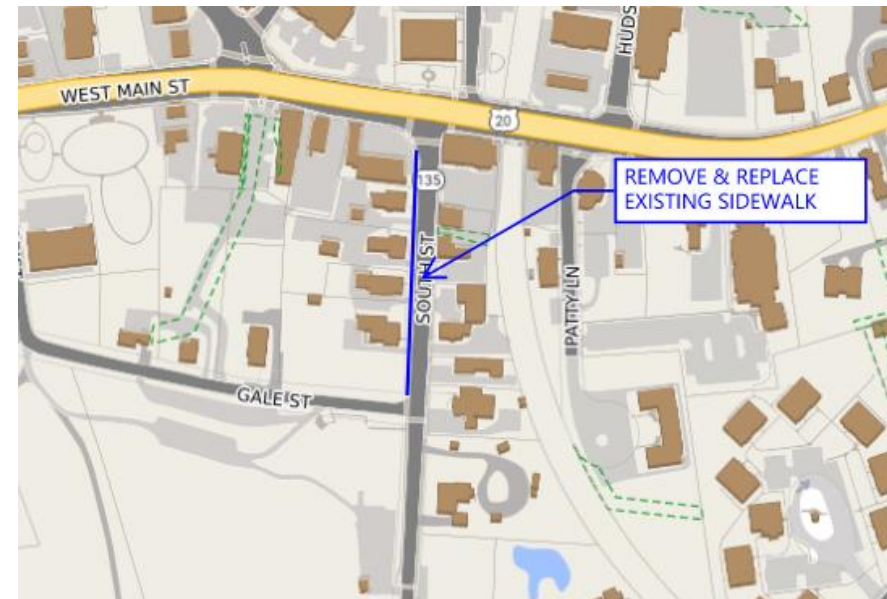 HUDS
WEST MAIN ST
20
REMOVE & REPLACE
EXISTING SIDEWALK
135
SOUTH ST
PATTY LN
GALE ST